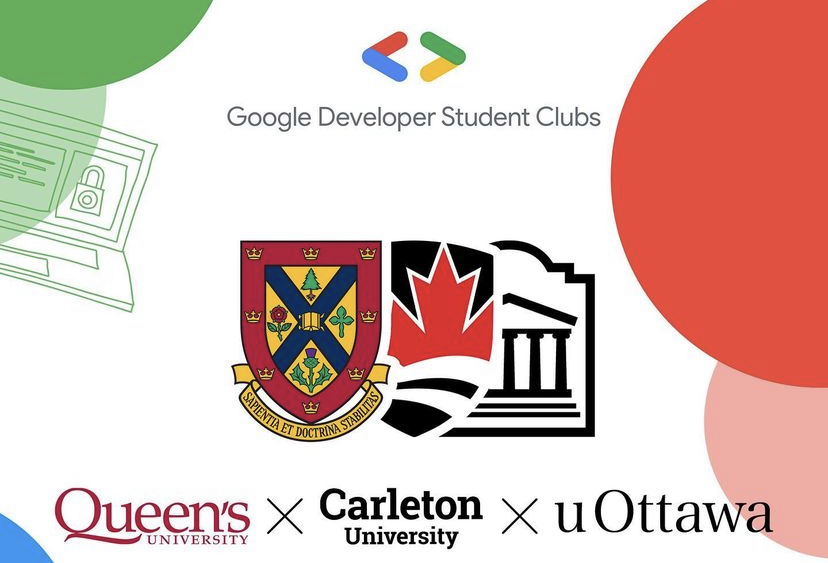 Google Developer Student Clubs
SAPIENTIA ET DOCTRINA STABILITAS
Queen's
UNIVERSITY
×
Carleton
University
×
uOttawa